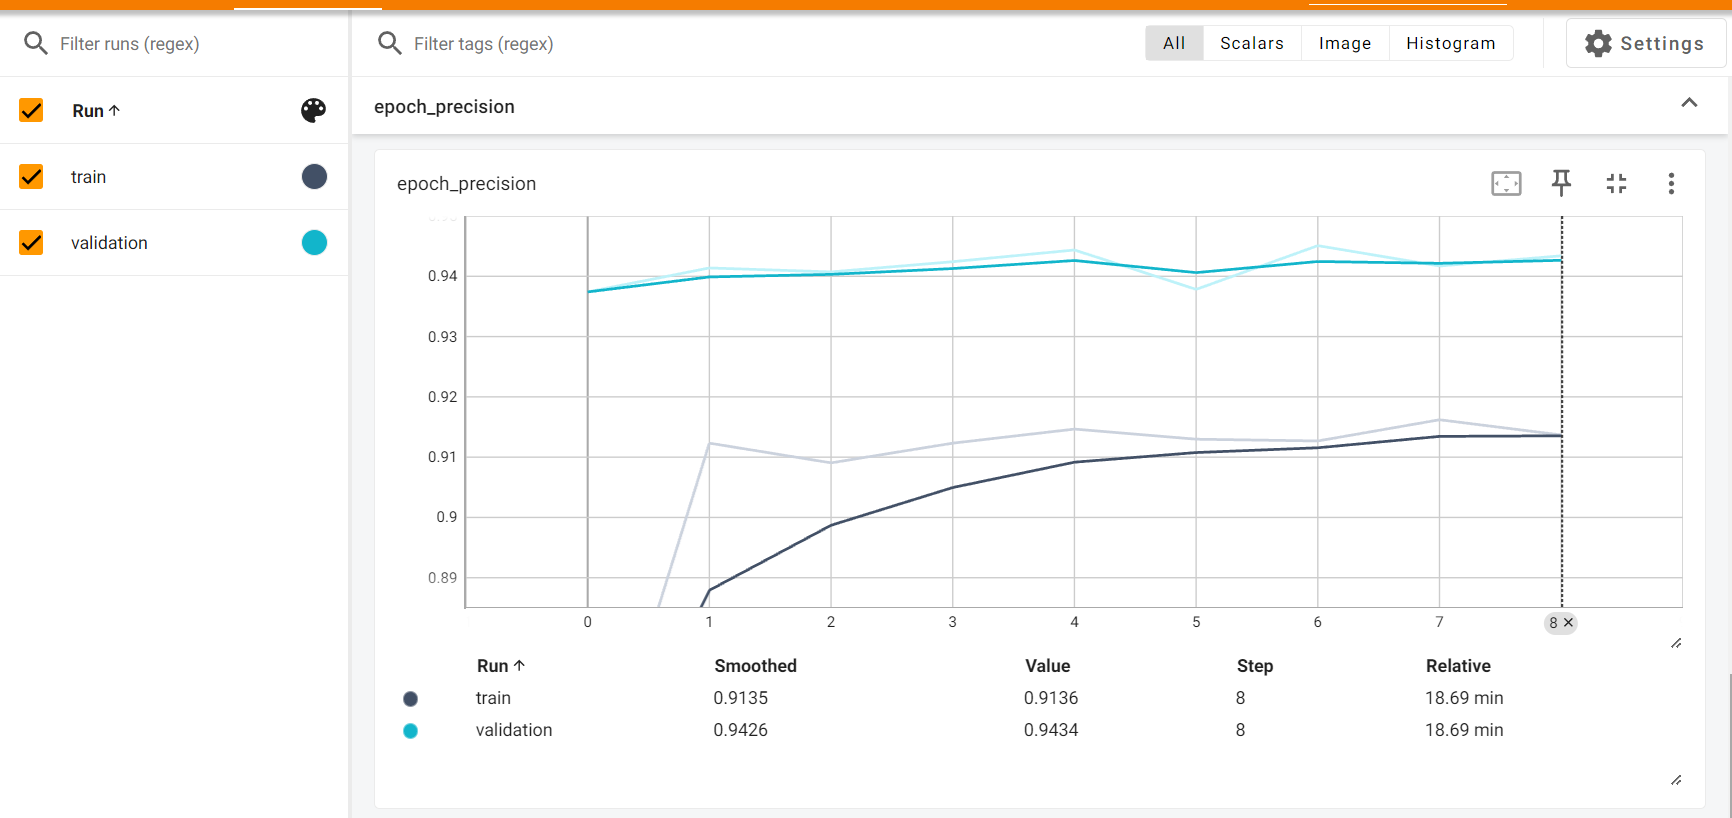 Filter runs (regex)
Filter tags (regex)
All Scalars Image Histogram
Settings
Run
train
validation
epoch_precision
epoch_precision
0.94
0.93
0.92
0.91
0.9
0.89
0 1 2 3 4 5 6 7 8
Run Smoothed Value Step Relative
train 0.9135 0.9136 8 18.69 min
validation 0.9426 0.9434 8 18.69 min